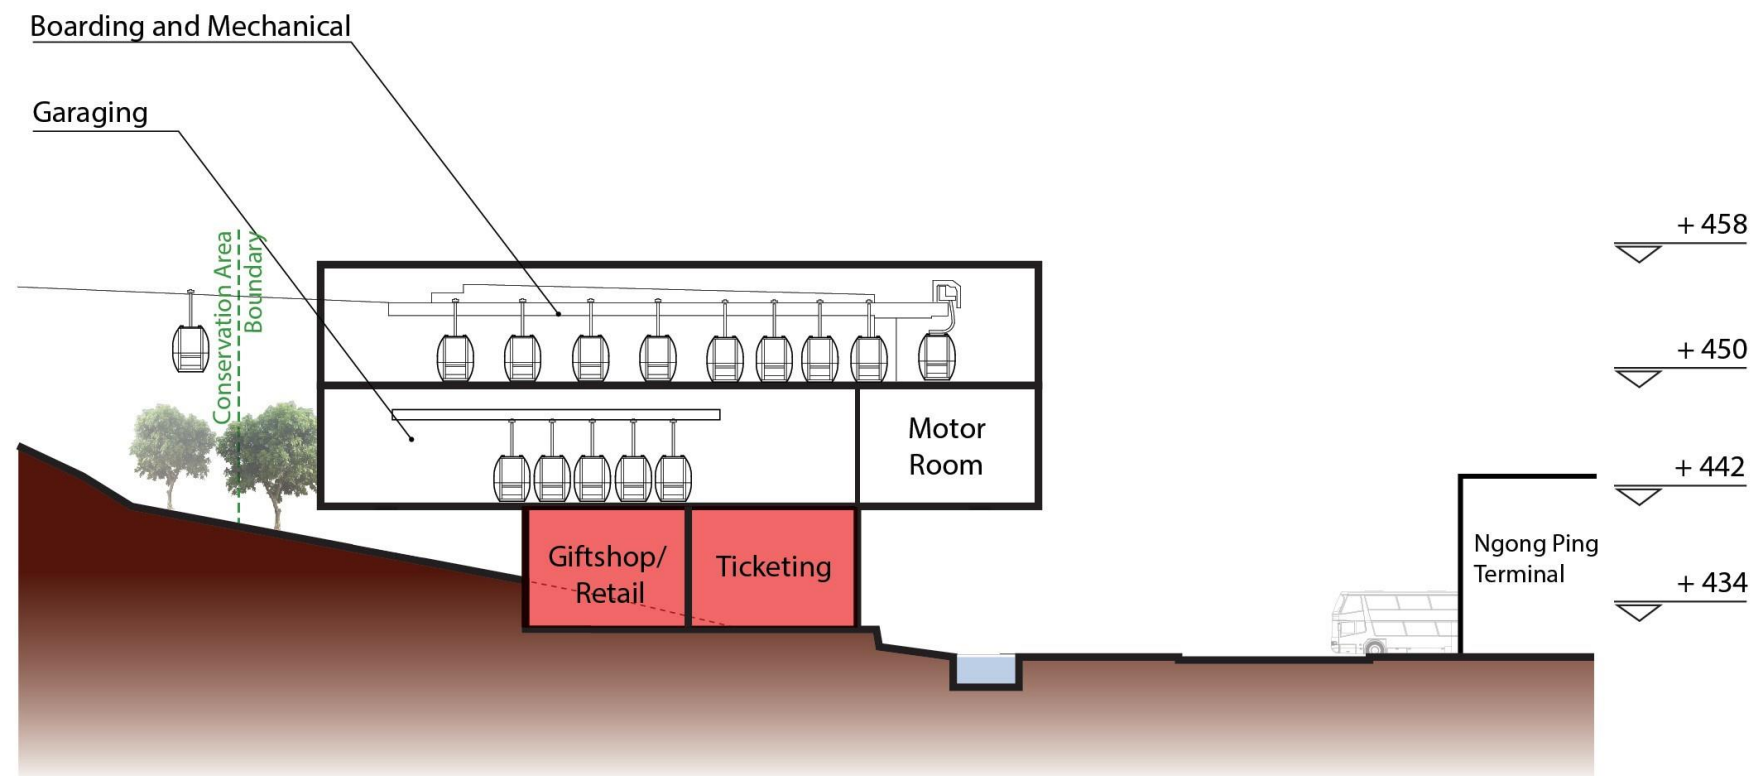 Boarding and Mechanical
Garaging
Conservation Area
Boundary
+ 458
+ 450
+ 442
+ 434
Motor
Room
Giftshop/
Retail
Ticketing
Ngong Ping
Terminal